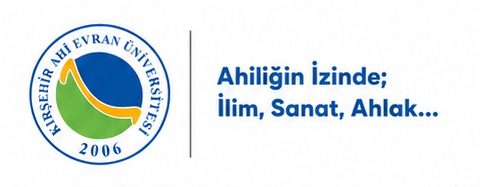 KIRŞEHİR AHİ EVRAN ÜNİVERSİTESİ
2006
Ahiliğin İzinde;
İlim, Sanat, Ahlak...